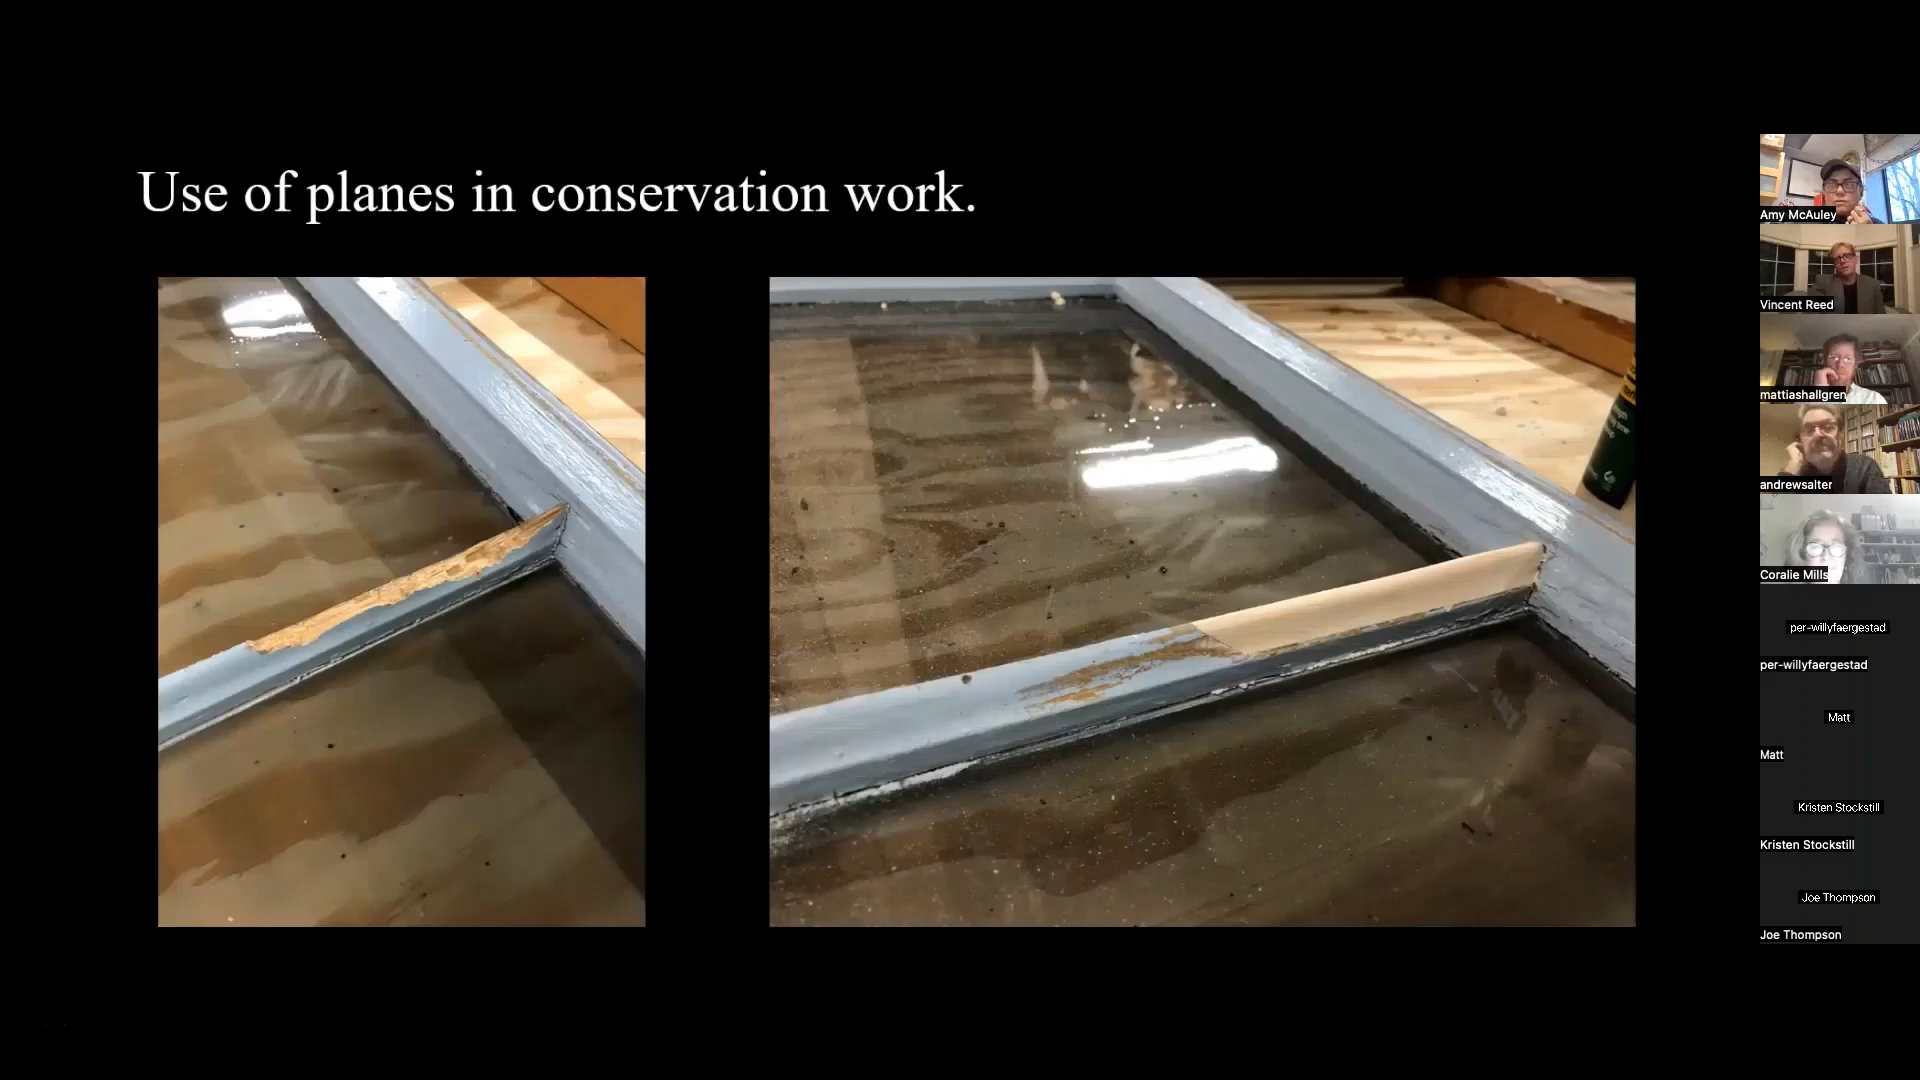 Use of planes in conservation work.
Amy McAuley
Vincent Reed
mattiashallgren
andrewsalter
Coralie Mills
per-willyfaergestad
per-willyfaergestad
Matt
Matt
Kristen Stockstill
Kristen Stockstill
Joe Thompson
Joe Thompson